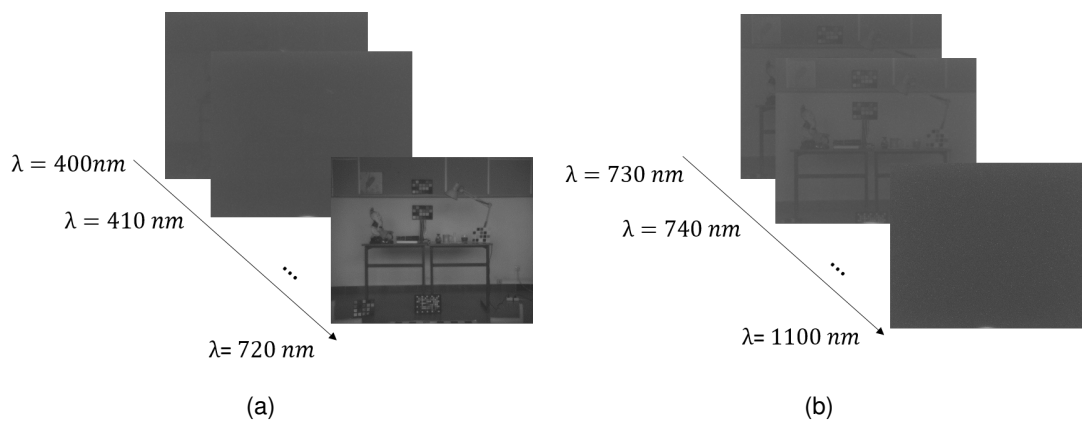 λ = 400nm
λ = 410 nm
...
λ= 720 nm
(a)
λ = 730 nm
λ = 740 nm
...
λ= 1100 nm
(b)